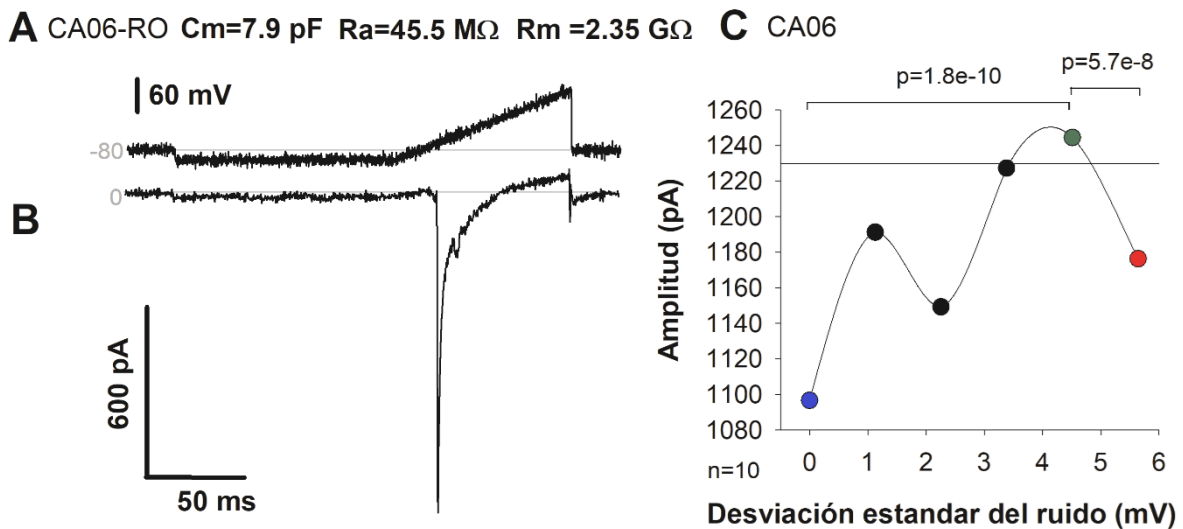 A CA06-RO Cm=7.9 pF Ra=45.5 MΩ Rm =2.35 GΩ
60 mV
-80
0
B
600 pA
50 ms
C CA06
p=1.8e-10
p=5.7e-8
1260
1240
1220
1200
1180
1160
1140
1120
1100
1080
Amplitud (pA)
n=10
0 1 2 3 4 5 6
Desviación estandar del ruido (mV)